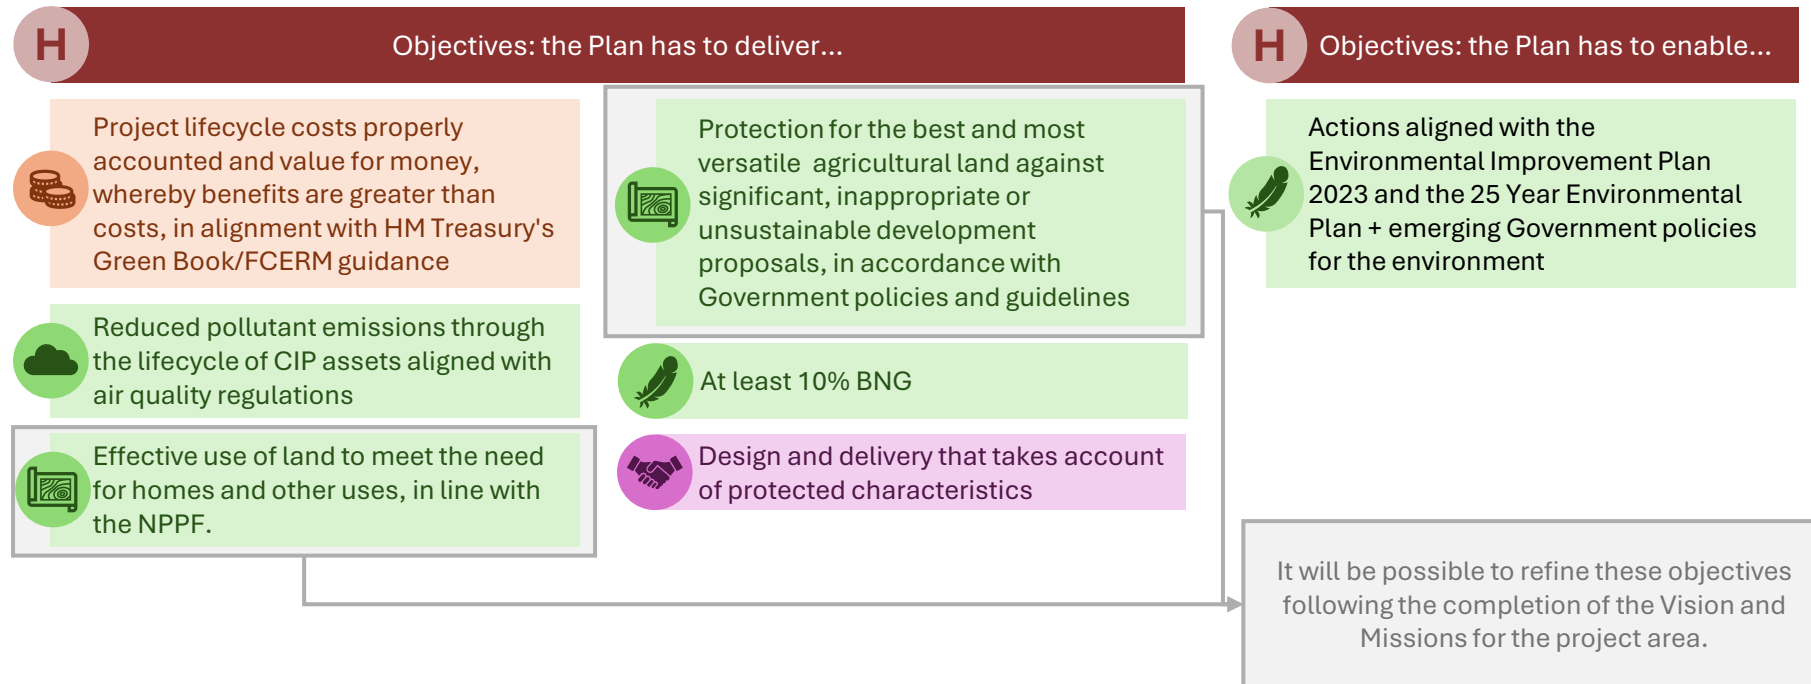 H
Objectives: the Plan has to deliver...
Project lifecycle costs properly
accounted and value for money,
whereby benefits are greater than
costs, in alignment with HM Treasury's
Green Book/FCERM guidance
Reduced pollutant emissions through
the lifecycle of CIP assets aligned with
air quality regulations
Effective use of land to meet the need
for homes and other uses, in line with
the NPPF.
Protection for the best and most
versatile agricultural land against
significant, inappropriate or
unsustainable development
proposals, in accordance with
Government policies and guidelines
At least 10% BNG
Design and delivery that takes account
of protected characteristics
H
Objectives: the Plan has to enable...
Actions aligned with the
Environmental Improvement Plan
2023 and the 25 Year Environmental
Plan + emerging Government policies
for the environment
It will be possible to refine these objectives
following the completion of the Vision and
Missions for the project area.